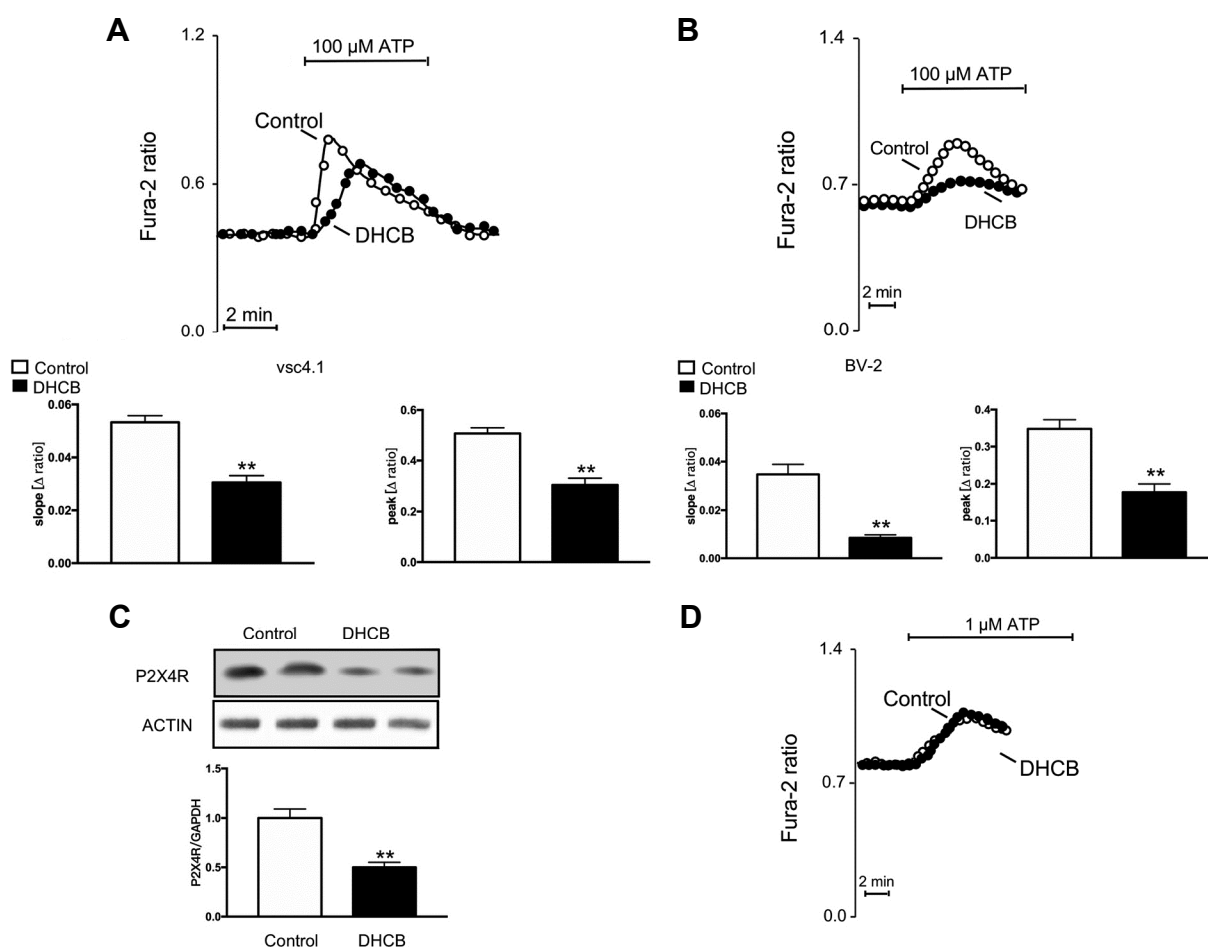 A
1.2
100 µM ATP
Control
Fura-2 ratio
0.6
DHCB
2 min
0.0
B
1.4
100 µM ATP
Control
Fura-2 ratio
0.7
DHCB
2 min
0.0
Control
DHCB
vsc4.1
0.06
0.04
0.02
0.00
slope [Δ ratio]
**
0.6
0.4
0.2
0.0
peak [Δ ratio]
**
Control
DHCB
BV-2
0.06
0.04
0.02
0.00
slope [Δ ratio]
**
0.4
0.3
0.2
0.1
0.0
peak [Δ ratio]
**
C
Control DHCB
P2X4R
ACTIN
1.5
1.0
0.5
0.0
P2X4R/GAPDH
**
Control DHCB
D
1 µM ATP
1.4
Control
Fura-2 ratio
0.7
DHCB
2 min
0.0